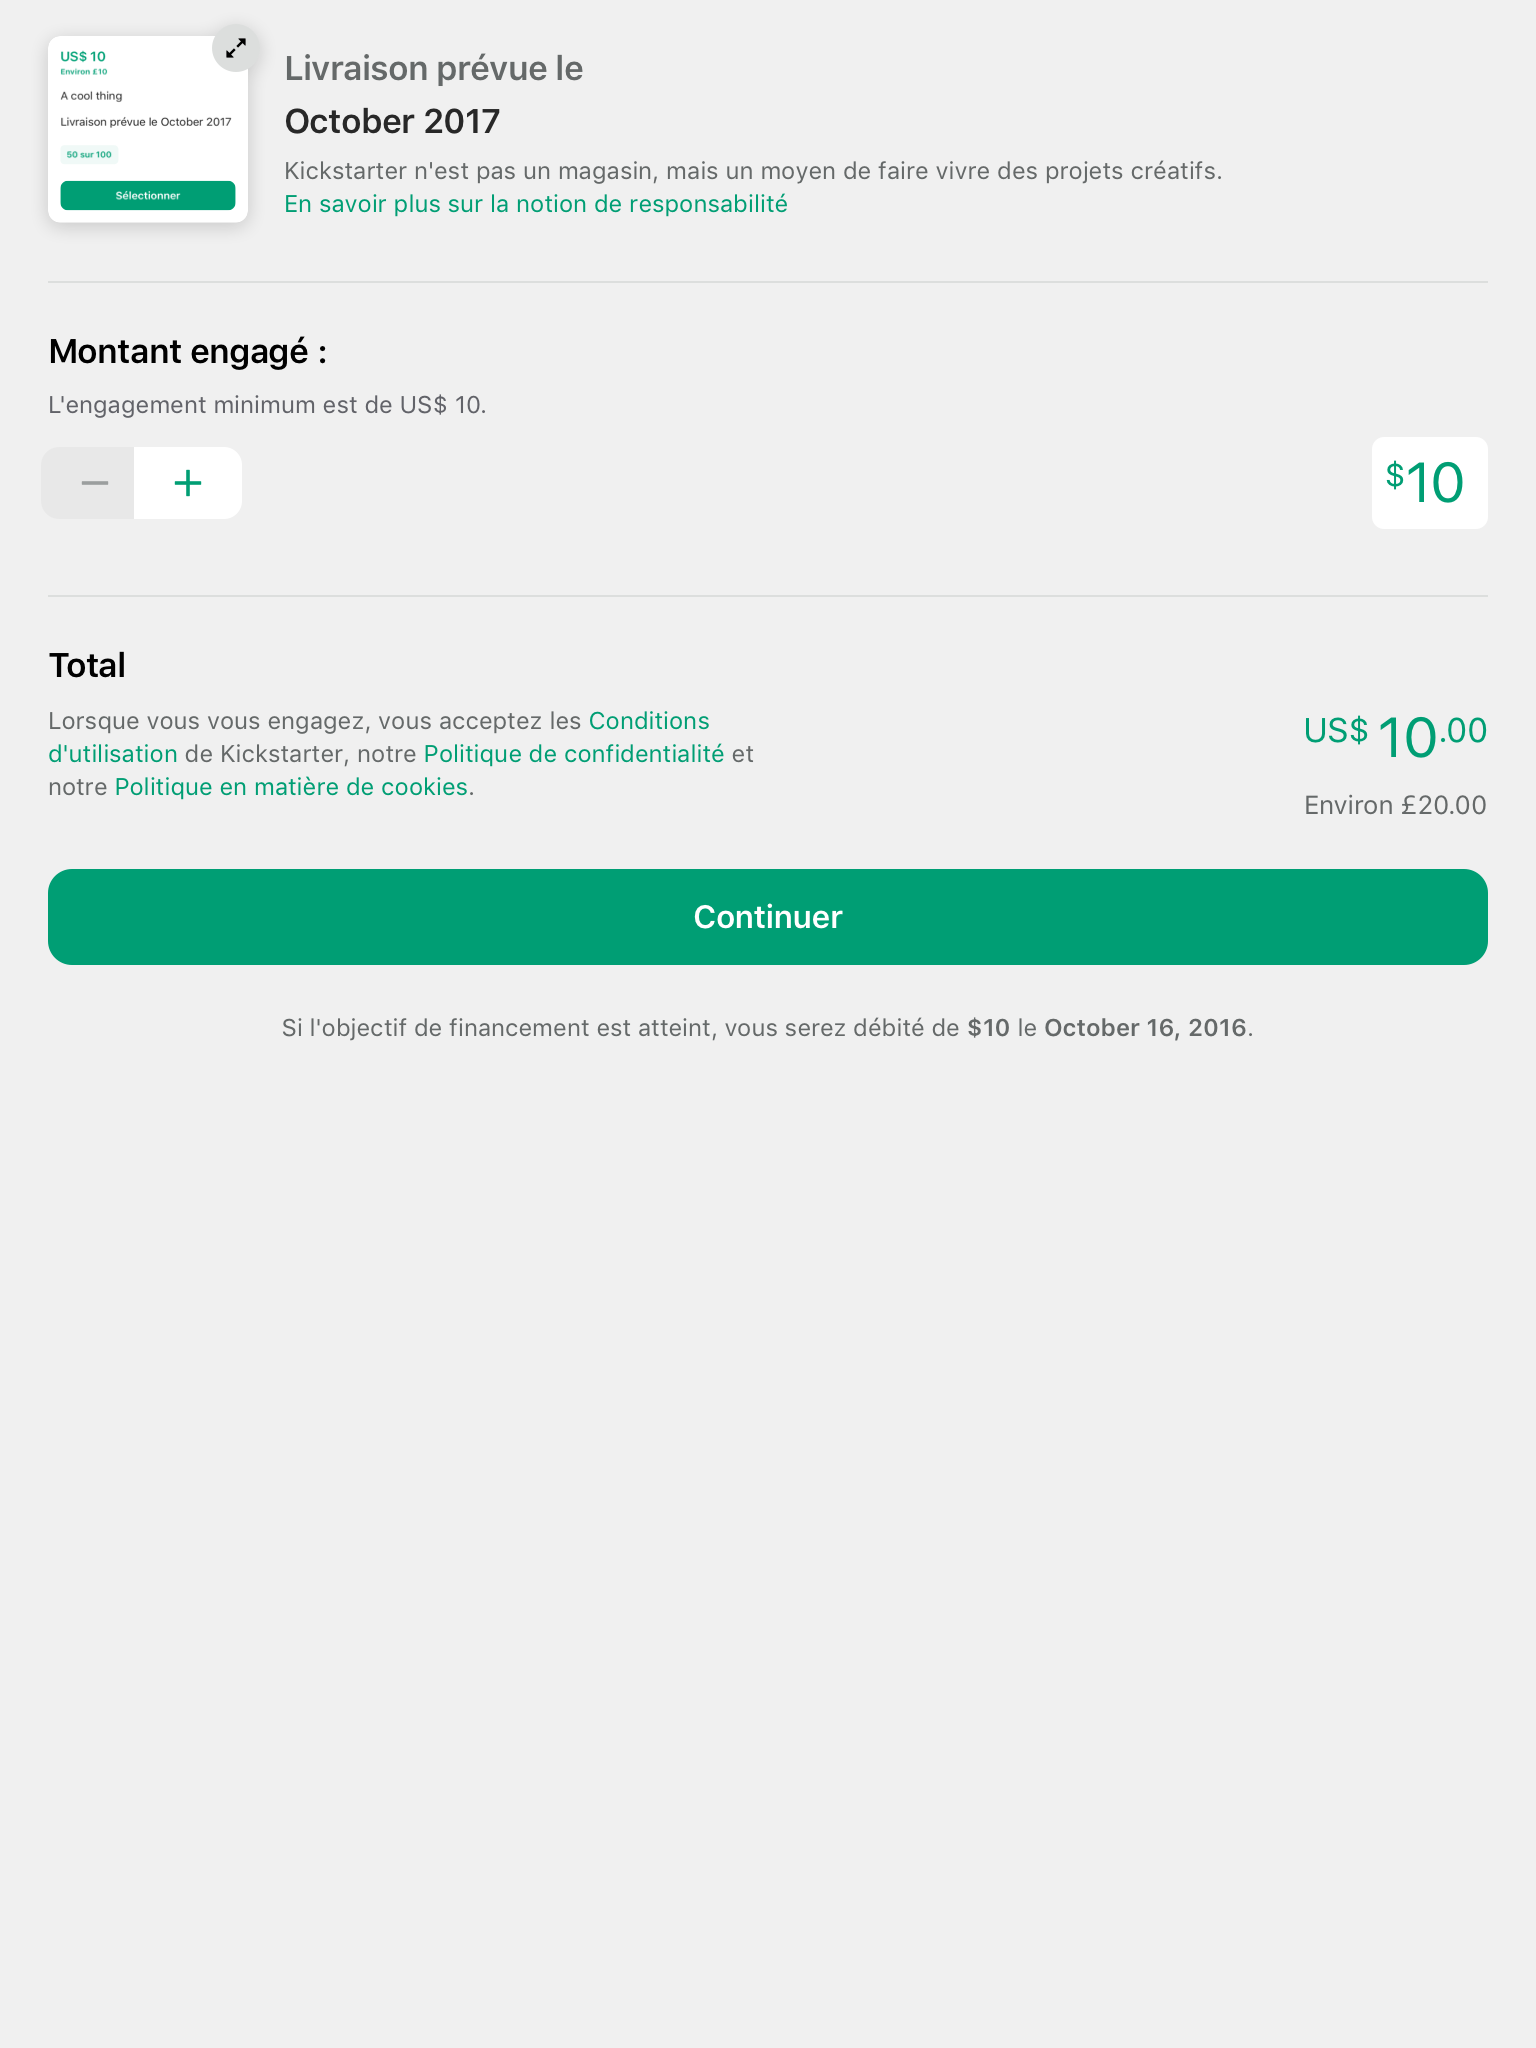 US$ 10
Environ £10
A cool thing
Livraison prévue le October 2017
50 sur 100
Sélectionner
Livraison prévue le
October 2017
Kickstarter n'est pas un magasin, mais un moyen de faire vivre des projets créatifs.
En savoir plus sur la notion de responsabilité
Montant engagé :
L'engagement minimum est de US$ 10.
$10
Total
Lorsque vous vous engagez, vous acceptez les Conditions
d'utilisation de Kickstarter, notre Politique de confidentialité et
notre Politique en matière de cookies.
US$ 10.00
Environ £20.00
Continuer
Si l'objectif de financement est atteint, vous serez débité de $10 le October 16, 2016.